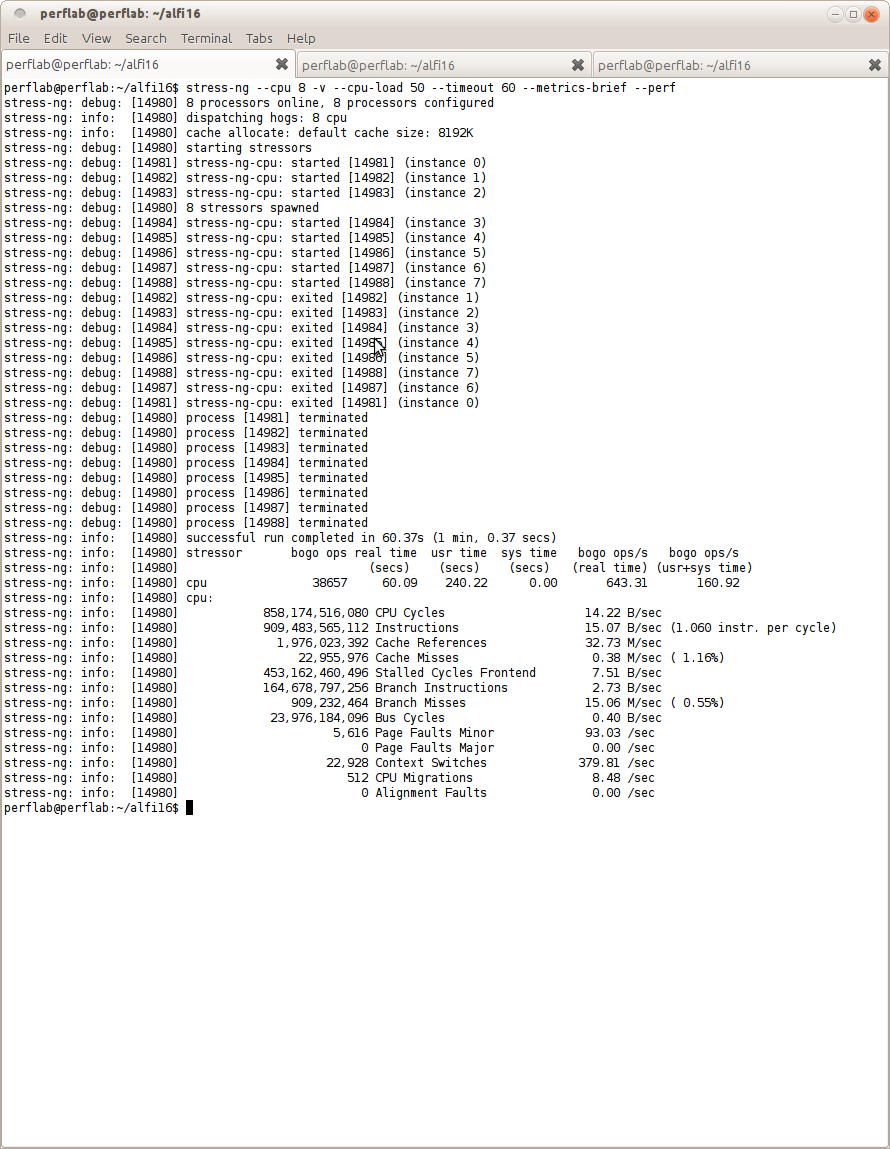 perflab@perflab: ~/alfi16
File Edit View Search Terminal Tabs Help
perflab@perflab: ~/alfi16 perflab@perflab: ~/alfi16 perflab@perflab: ~/alfi16
perflab@perflab:~/alfi16$ stress-ng --cpu 8 -v --cpu-load 50 --timeout 60 --metrics-brief --perf
stress-ng: debug: [14980] 8 processors online, 8 processors configured
stress-ng: info:  [14980] dispatching hogs: 8 cpu
stress-ng: info:  [14980] cache allocate: default cache size: 8192K
stress-ng: debug: [14980] starting stressors
stress-ng: debug: [14981] stress-ng-cpu: started [14981] (instance 0)
stress-ng: debug: [14982] stress-ng-cpu: started [14982] (instance 1)
stress-ng: debug: [14983] stress-ng-cpu: started [14983] (instance 2)
stress-ng: debug: [14980] 8 stressors spawned
stress-ng: debug: [14984] stress-ng-cpu: started [14984] (instance 3)
stress-ng: debug: [14985] stress-ng-cpu: started [14985] (instance 4)
stress-ng: debug: [14986] stress-ng-cpu: started [14986] (instance 5)
stress-ng: debug: [14987] stress-ng-cpu: started [14987] (instance 6)
stress-ng: debug: [14988] stress-ng-cpu: started [14988] (instance 7)
stress-ng: debug: [14982] stress-ng-cpu: exited [14982] (instance 1)
stress-ng: debug: [14983] stress-ng-cpu: exited [14983] (instance 2)
stress-ng: debug: [14984] stress-ng-cpu: exited [14984] (instance 3)
stress-ng: debug: [14985] stress-ng-cpu: exited [14985] (instance 4)
stress-ng: debug: [14986] stress-ng-cpu: exited [14986] (instance 5)
stress-ng: debug: [14988] stress-ng-cpu: exited [14988] (instance 7)
stress-ng: debug: [14987] stress-ng-cpu: exited [14987] (instance 6)
stress-ng: debug: [14981] stress-ng-cpu: exited [14981] (instance 0)
stress-ng: debug: [14980] process [14981] terminated
stress-ng: debug: [14980] process [14982] terminated
stress-ng: debug: [14980] process [14983] terminated
stress-ng: debug: [14980] process [14984] terminated
stress-ng: debug: [14980] process [14985] terminated
stress-ng: debug: [14980] process [14986] terminated
stress-ng: debug: [14980] process [14987] terminated
stress-ng: debug: [14980] process [14988] terminated
stress-ng: info:  [14980] successful run completed in 60.37s (1 min, 0.37 secs)
stress-ng: info:  [14980] stressor       bogo ops real time  usr time  sys time   bogo ops/s   bogo ops/s
stress-ng: info:  [14980]                           (secs)    (secs)    (secs)   (real time) (usr+sys time)
stress-ng: info:  [14980] cpu               38657     60.09    240.22      0.00       643.31       160.92
stress-ng: info:  [14980] cpu:
stress-ng: info:  [14980]            858,174,516,080 CPU Cycles                    14.22 B/sec
stress-ng: info:  [14980]            909,483,565,112 Instructions                  15.07 B/sec (1.060 instr. per cycle)
stress-ng: info:  [14980]              1,976,023,392 Cache References              32.73 M/sec
stress-ng: info:  [14980]                 22,955,976 Cache Misses                   0.38 M/sec ( 1.16%)
stress-ng: info:  [14980]            453,162,460,496 Stalled Cycles Frontend        7.51 B/sec
stress-ng: info:  [14980]            164,678,797,256 Branch Instructions            2.73 B/sec
stress-ng: info:  [14980]                909,232,464 Branch Misses                 15.06 M/sec ( 0.55%)
stress-ng: info:  [14980]             23,976,184,096 Bus Cycles                     0.40 B/sec
stress-ng: info:  [14980]                      5,616 Page Faults Minor             93.03 /sec
stress-ng: info:  [14980]                          0 Page Faults Major              0.00 /sec
stress-ng: info:  [14980]                     22,928 Context Switches             379.81 /sec
stress-ng: info:  [14980]                        512 CPU Migrations                 8.48 /sec
stress-ng: info:  [14980]                          0 Alignment Faults               0.00 /sec
perflab@perflab:~/alfi16$